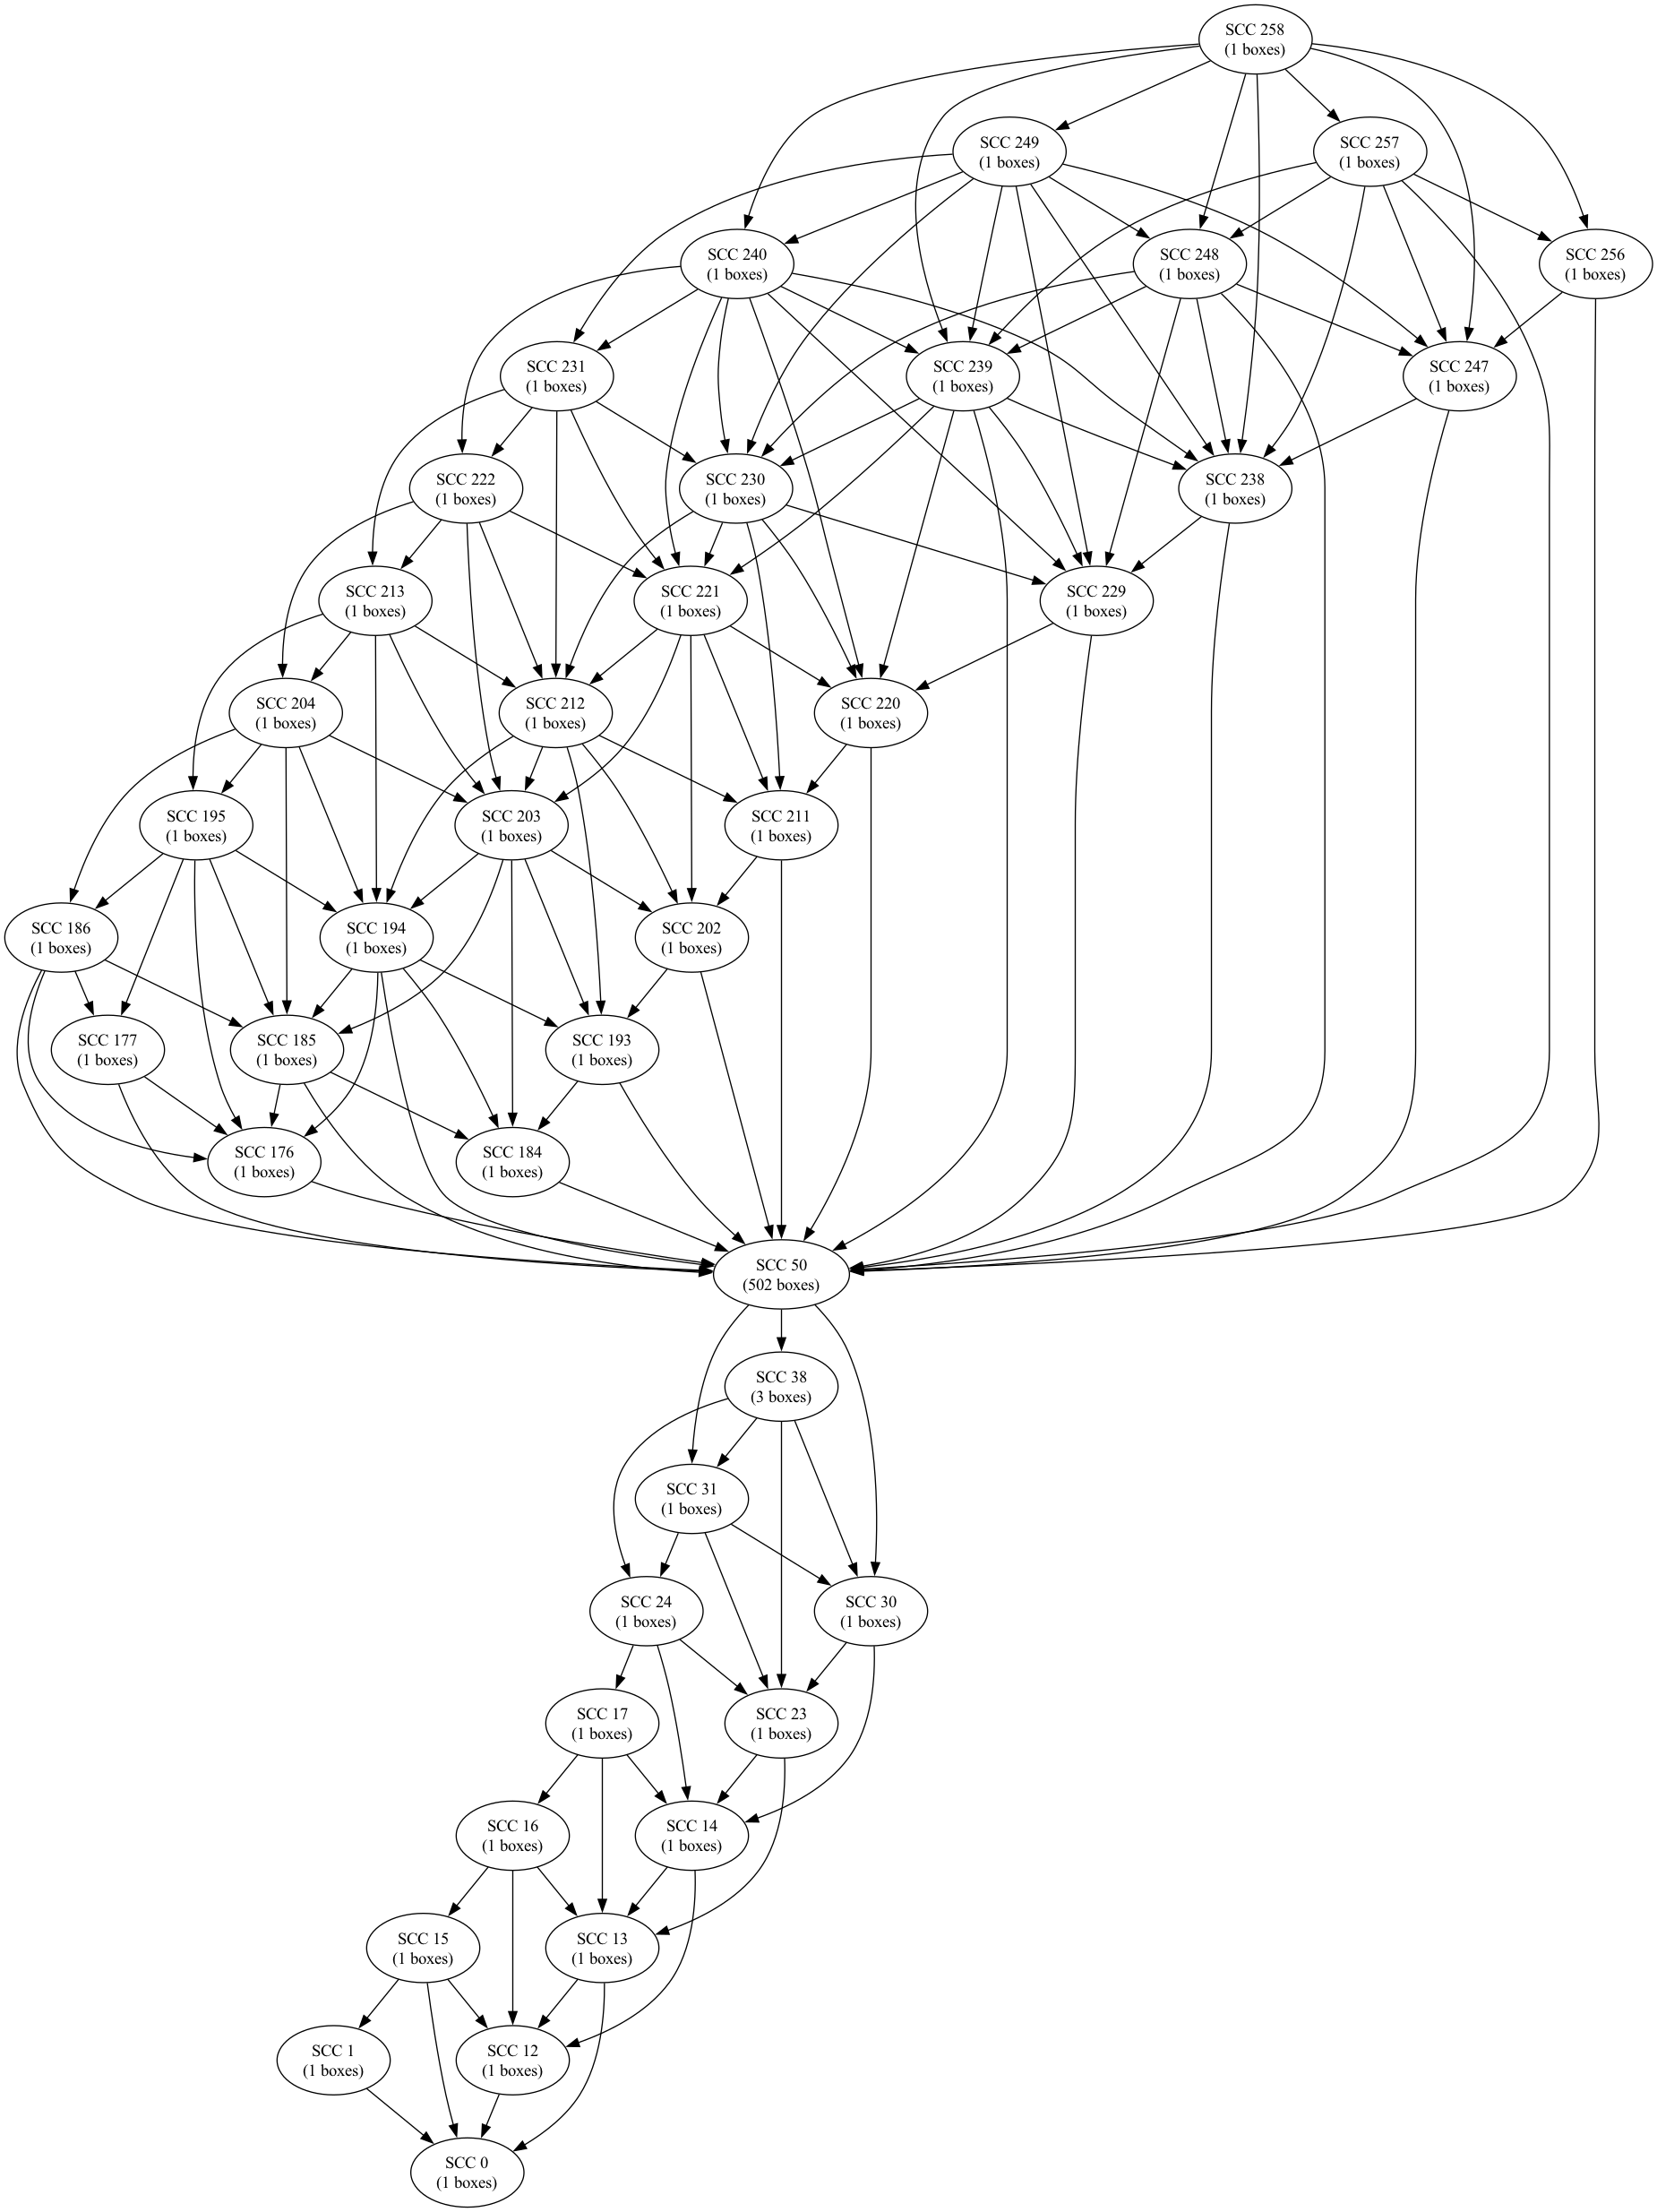 SCC 258
(1 boxes)
SCC 249
(1 boxes)
SCC 257
(1 boxes)
SCC 240
(1 boxes)
SCC 248
(1 boxes)
SCC 256
(1 boxes)
SCC 231
(1 boxes)
SCC 239
(1 boxes)
SCC 247
(1 boxes)
SCC 222
(1 boxes)
SCC 230
(1 boxes)
SCC 238
(1 boxes)
SCC 213
(1 boxes)
SCC 221
(1 boxes)
SCC 229
(1 boxes)
SCC 204
(1 boxes)
SCC 212
(1 boxes)
SCC 220
(1 boxes)
SCC 195
(1 boxes)
SCC 203
(1 boxes)
SCC 211
(1 boxes)
SCC 186
(1 boxes)
SCC 194
(1 boxes)
SCC 202
(1 boxes)
SCC 177
(1 boxes)
SCC 185
(1 boxes)
SCC 193
(1 boxes)
SCC 176
(1 boxes)
SCC 184
(1 boxes)
SCC 50
(502 boxes)
SCC 38
(3 boxes)
SCC 31
(1 boxes)
SCC 24
(1 boxes)
SCC 30
(1 boxes)
SCC 17
(1 boxes)
SCC 23
(1 boxes)
SCC 16
(1 boxes)
SCC 14
(1 boxes)
SCC 15
(1 boxes)
SCC 13
(1 boxes)
SCC 1
(1 boxes)
SCC 12
(1 boxes)
SCC 0
(1 boxes)